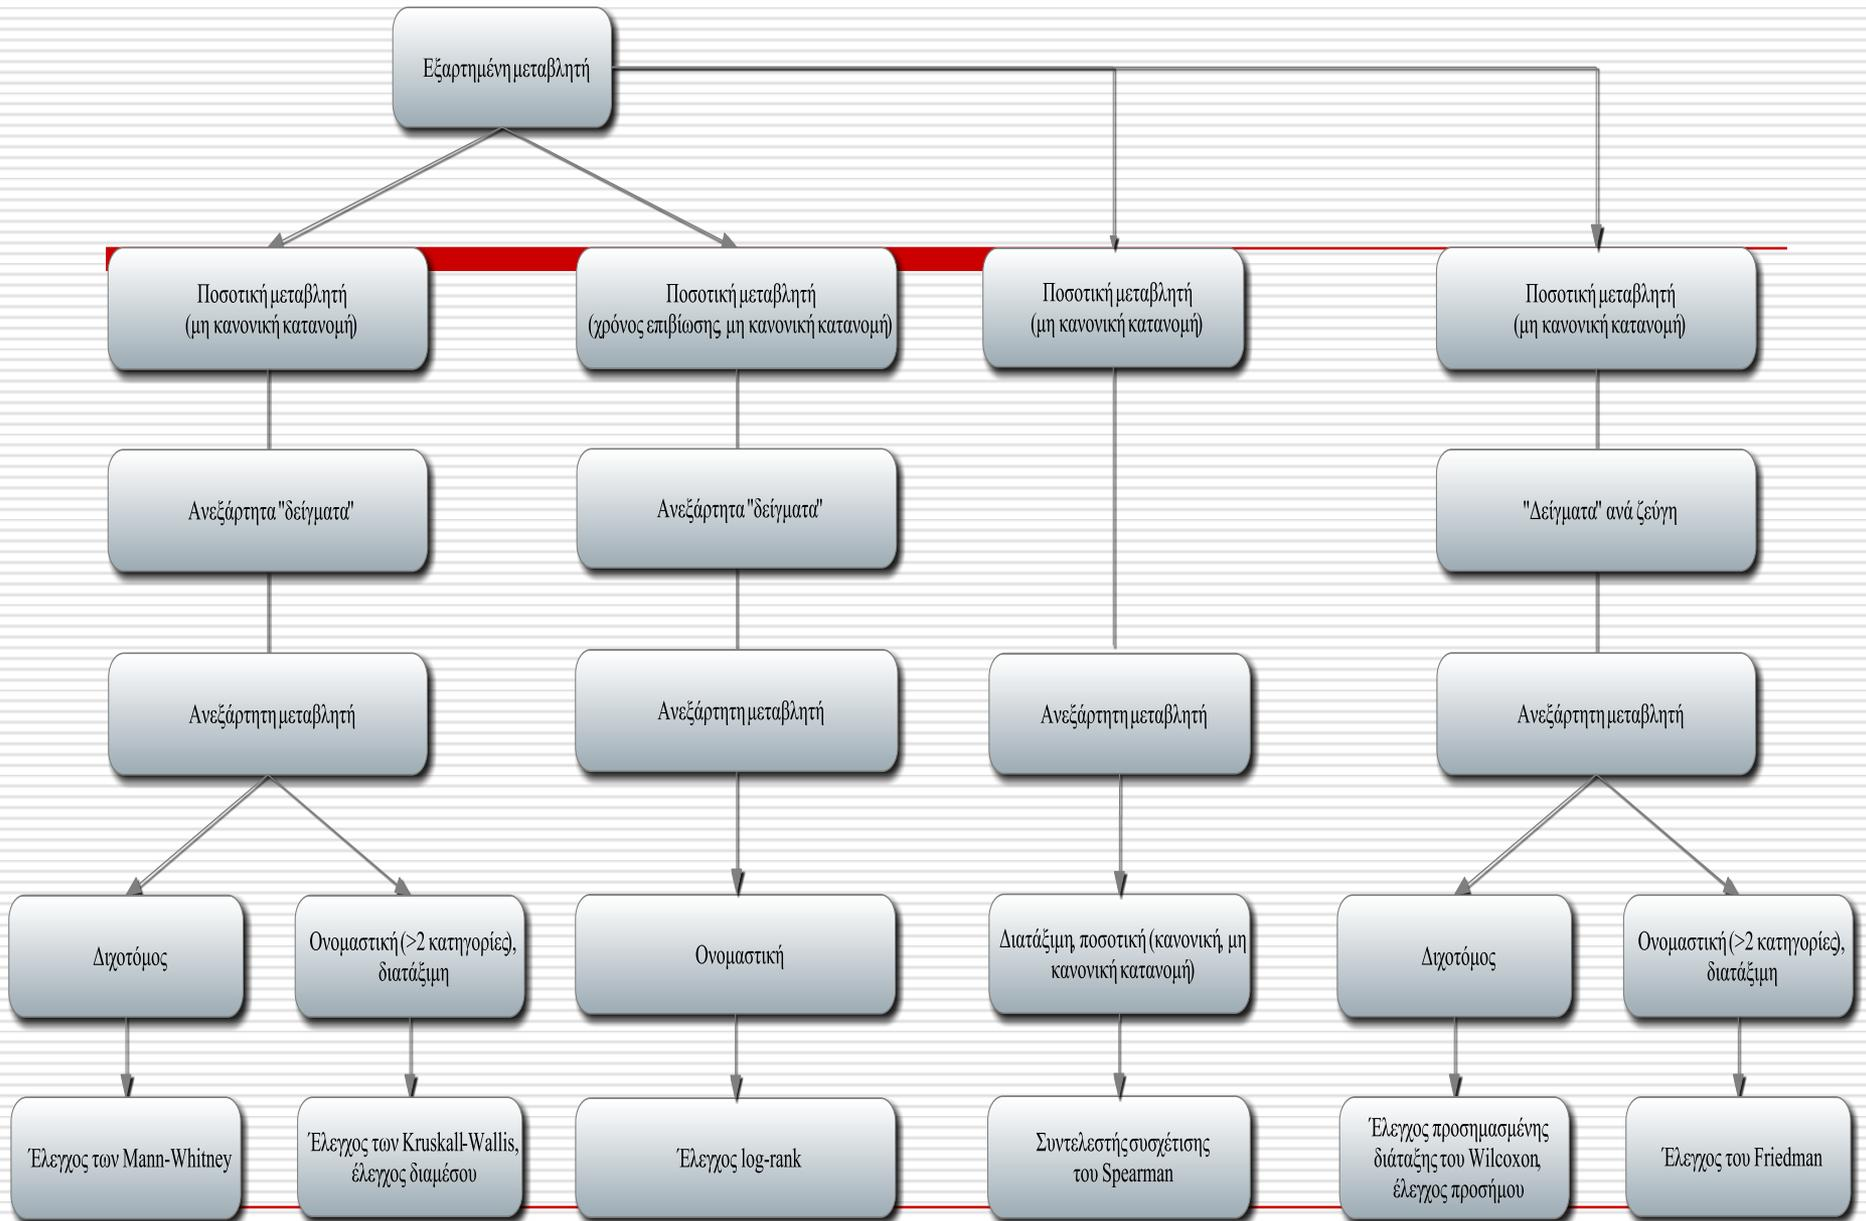 Εξαρτημένη μεταβλητή
Ποσοτική μεταβλητή
(μη κανονική κατανομή)
Ποσοτική μεταβλητή
(χρόνος επιβίωσης, μη κανονική κατανομή)
Ποσοτική μεταβλητή
(μη κανονική κατανομή)
Ποσοτική μεταβλητή
(μη κανονική κατανομή)
Ανεξάρτητα "δείγματα"
Ανεξάρτητα "δείγματα"
"Δείγματα" ανά ζεύγη
Ανεξάρτητη μεταβλητή
Ανεξάρτητη μεταβλητή
Ανεξάρτητη μεταβλητή
Ανεξάρτητη μεταβλητή
Διχοτόμος
Ονομαστική (>2 κατηγορίες),
διατάξιμη
Ονομαστική
Διατάξιμη, ποσοτική (κανονική, μη
κανονική κατανομή)
Διχοτόμος
Ονομαστική (>2 κατηγορίες),
διατάξιμη
Έλεγχος των Mann-Whitney
Έλεγχος των Kruskall-Wallis,
έλεγχος διαμέσου
Έλεγχος log-rank
Συντελεστής συσχέτισης
του Spearman
Έλεγχος προσημασμένης
διάταξης του Wilcoxon,
έλεγχος προσήμου
Έλεγχος του Friedman